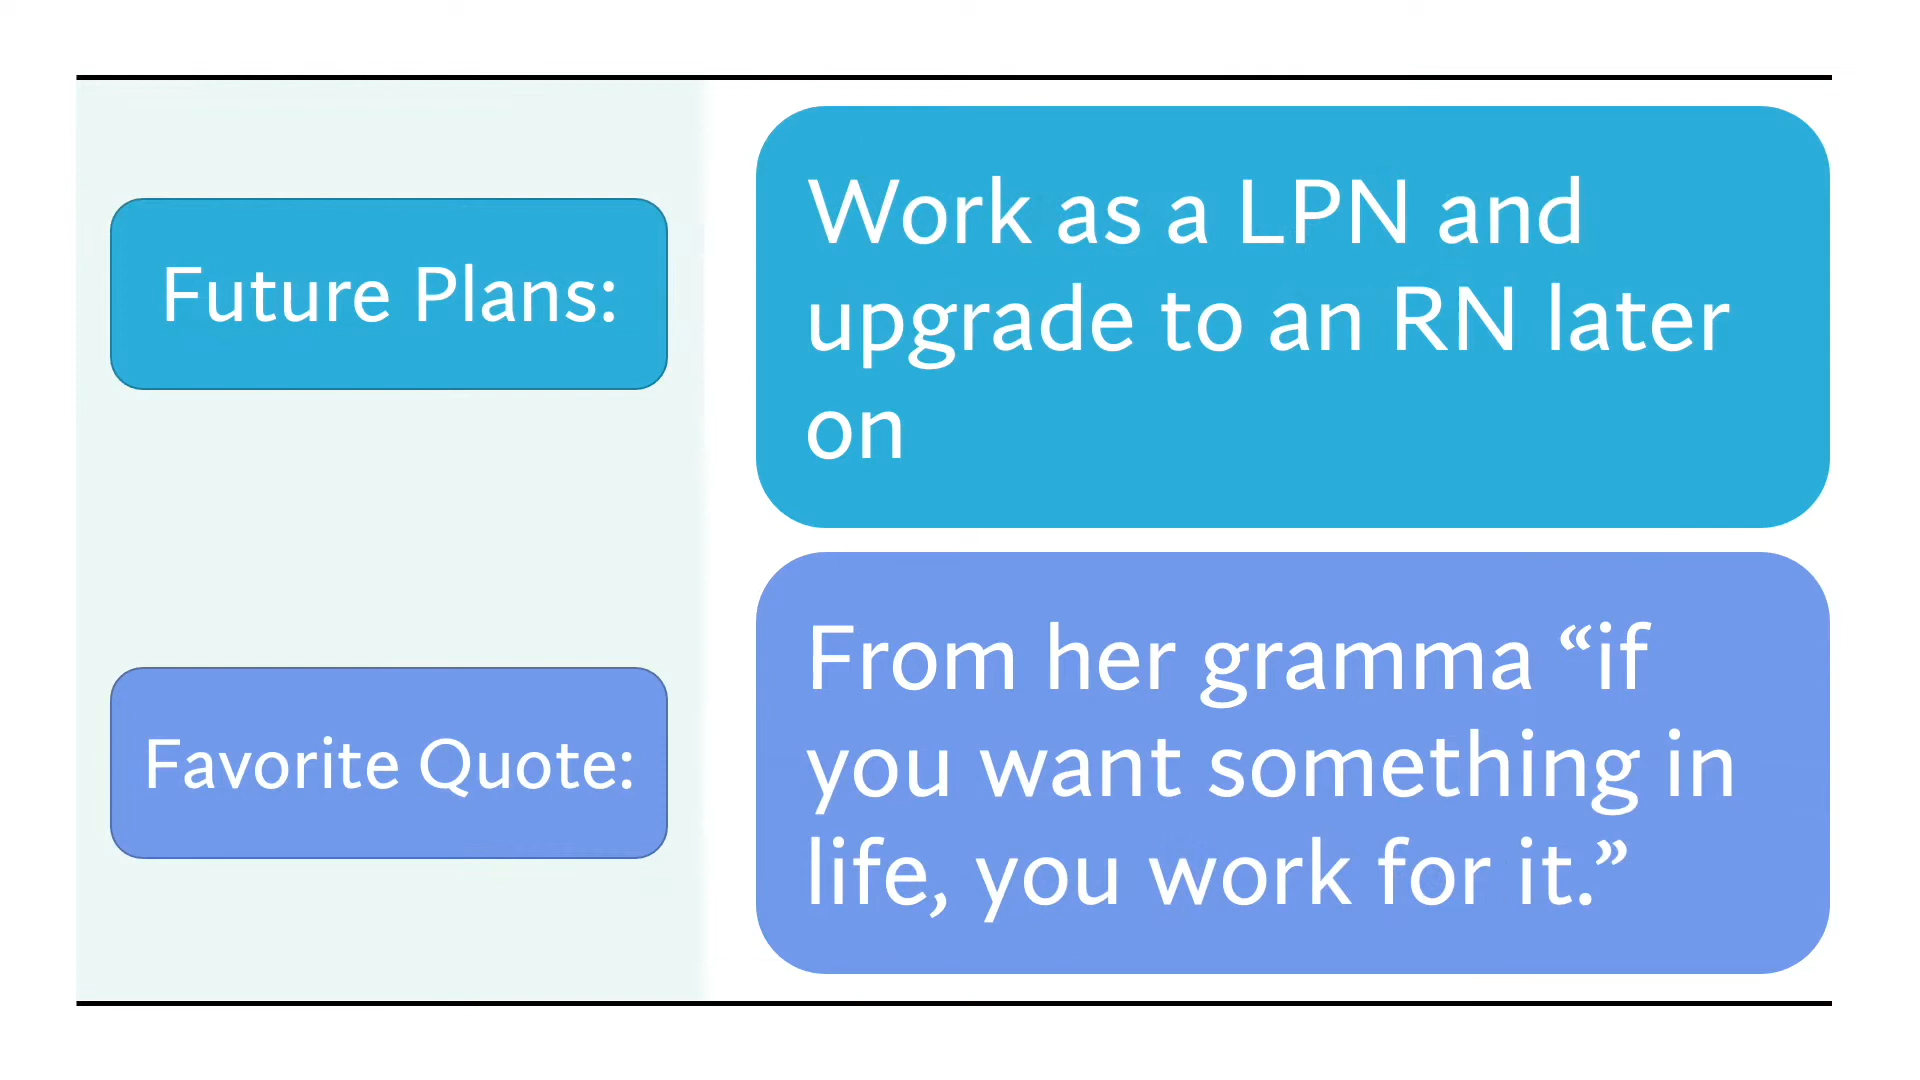 Future Plans:
Work as a LPN and
upgrade to an RN later
on
Favorite Quote:
From her gramma “if
you want something in
life, you work for it.”